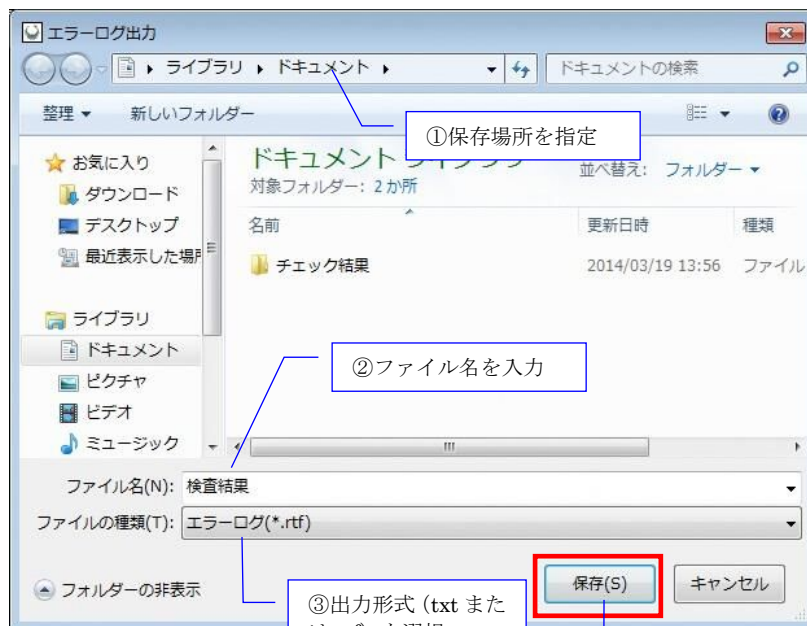 エラーログ出力
ライブラリ ドキュメント
ドキュメントの検索
整理 新しいフォルダー
①保存場所を指定
お気に入り
ダウンロード
デスクトップ
最近表示した場所
ライブラリ
ドキュメント
ピクチャ
ビデオ
ミュージック
ドキュメント ライブラリ
対象フォルダー: 2 か所
並べ替え: フォルダー
名前 更新日時 種類
チェック結果 2014/03/19 13:56 ファイル
②ファイル名を入力
ファイル名(N): 検査結果
ファイルの種類(T): エラーログ(*.rtf)
フォルダーの非表示
③出力形式（txt また
保存(S)
キャンセル